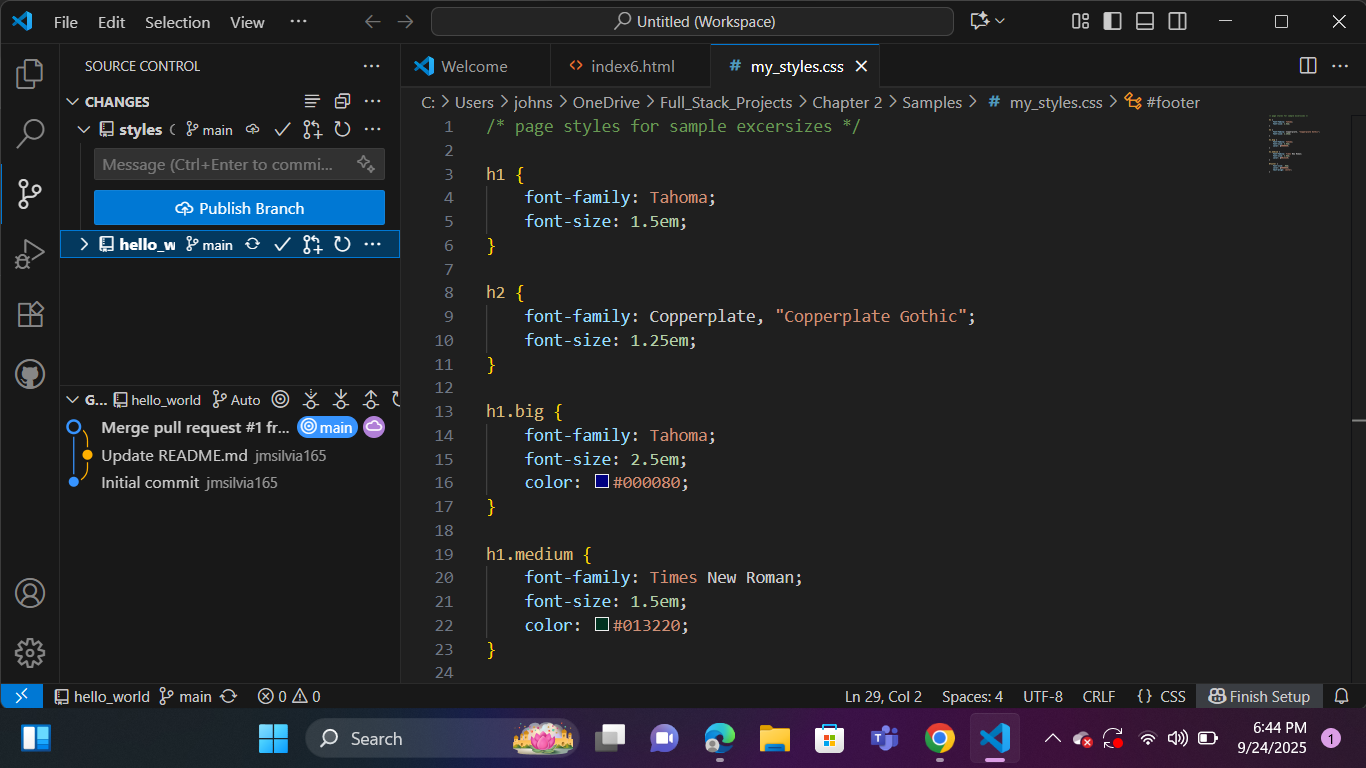 File Edit Selection View ··· Untitled (Workspace)
SOURCE CONTROL ···
Welcome index6.html # my_styles.css
C: > Users > johns > OneDrive > Full_Stack_Projects > Chapter 2 > Samples > # my_styles.css > #footer
CHANGES
styles main
Message (Ctrl+Enter to commi...
Publish Branch
hello_w main
G... hello_world Auto
Merge pull request #1 fr... main
Update README.md jmsilvia165
Initial commit jmsilvia165
1 /* page styles for sample excersizes */
2
3 h1 {
4 font-family: Tahoma;
5 font-size: 1.5em;
6 }
7
8 h2 {
9 font-family: Copperplate, "Copperplate Gothic";
10 font-size: 1.25em;
11 }
12
13 h1.big {
14 font-family: Tahoma;
15 font-size: 2.5em;
16 color: #000080;
17 }
18
19 h1.medium {
20 font-family: Times New Roman;
21 font-size: 1.5em;
22 color: #013220;
23 }
24
hello_world main 0 0 Ln 29, Col 2 Spaces: 4 UTF-8 CRLF {} CSS Finish Setup
Search
6:44 PM
9/24/2025 1